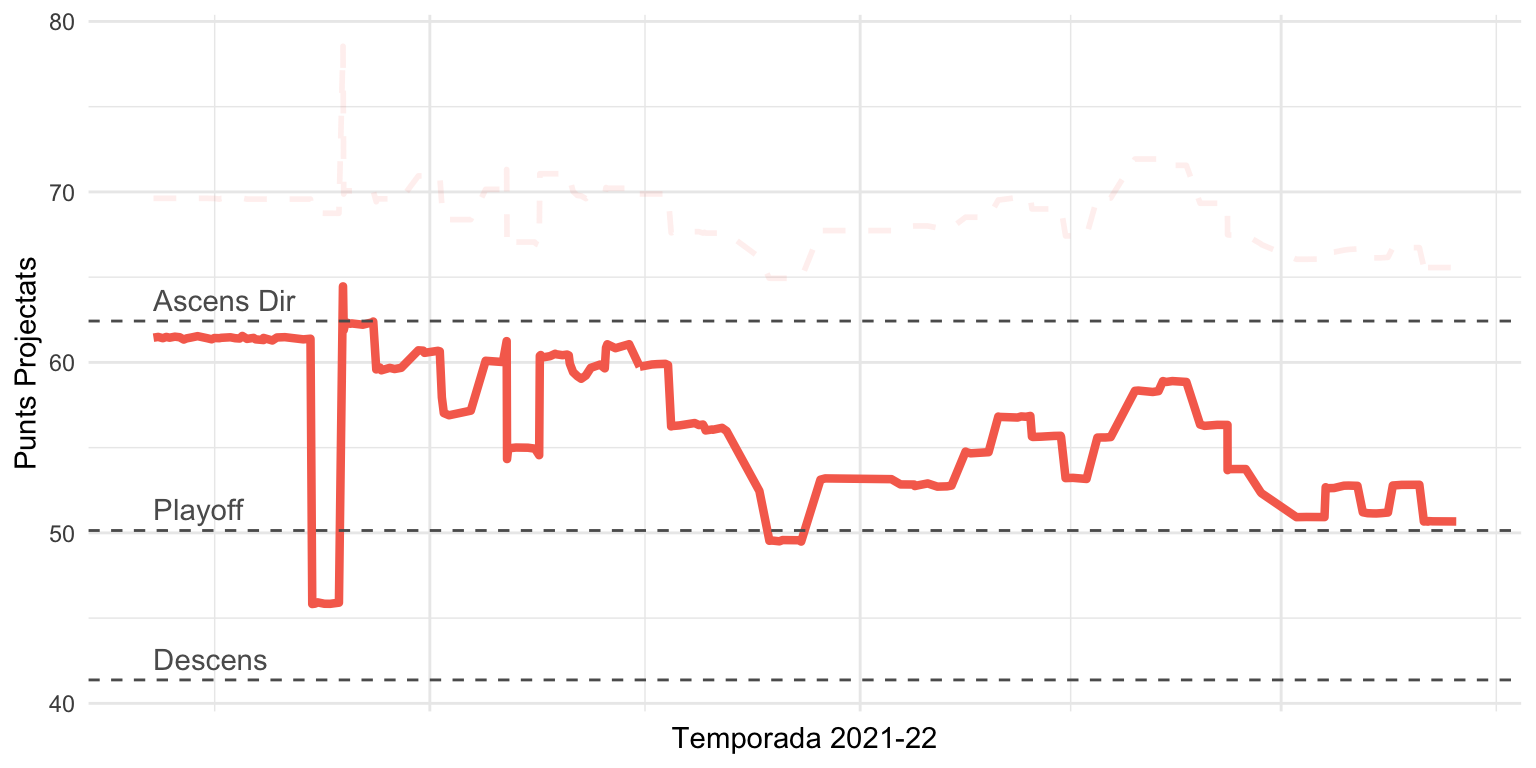 80
70
Ascens Dir
60
Playoff
50
Descens
40
Punts Projectats
Temporada 2021-22